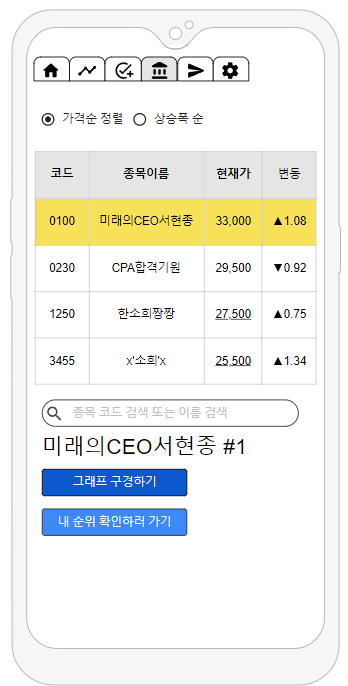 가격순 정렬 상승폭 순
코드 종목이름 현재가 변동
0100 미래의CEO서현종 33,000 ▲1.08
0230 CPA합격기원 29,500 ▼0.92
1250 한소희짱짱 27,500 ▲0.75
3455 x'소희'x 25,500 ▲1.34
종목 코드 검색 또는 이름 검색
미래의CEO서현종 #1
그래프 구경하기
내 순위 확인하러 가기